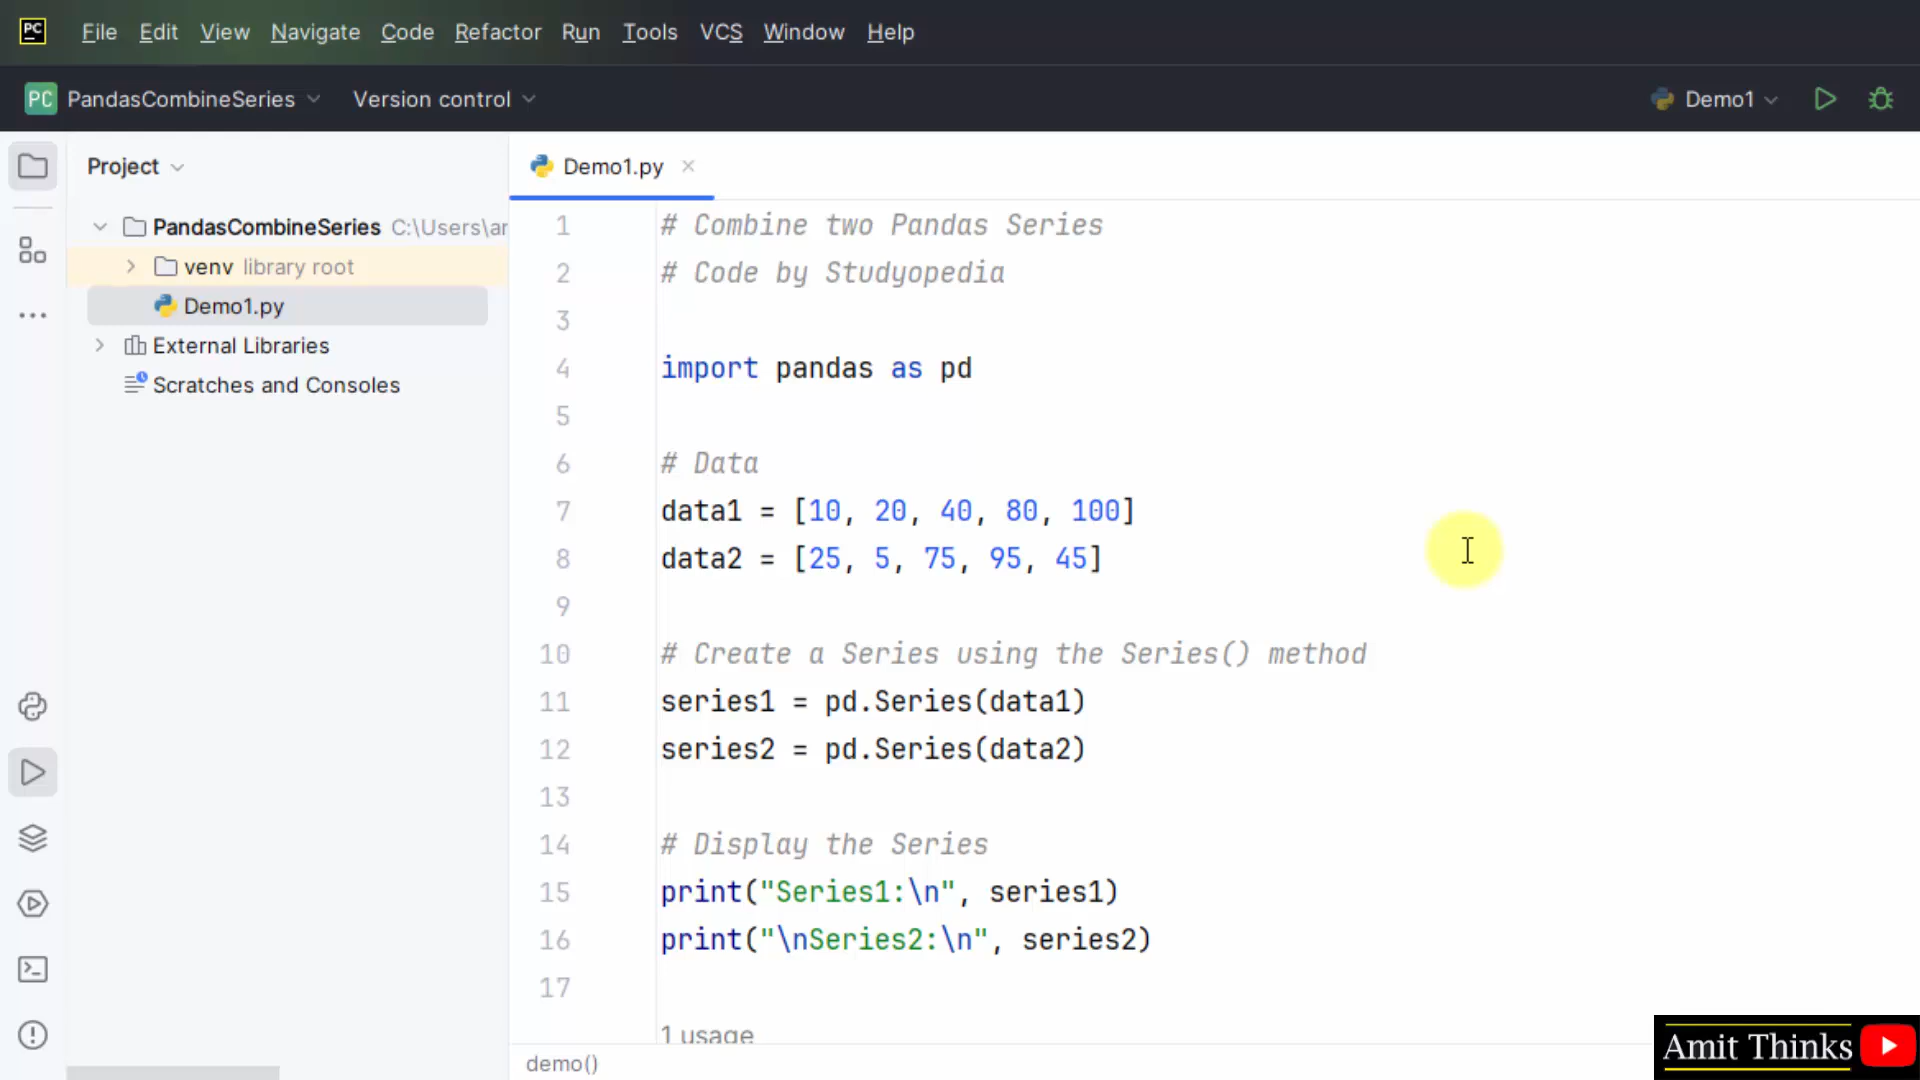 PC
File Edit View Navigate Code Refactor Run Tools VCS Window Help
PC PandasCombineSeries Version control Demo1
Project
PandasCombineSeries C:\Users\ar
venv library root
Demo1.py
External Libraries
Scratches and Consoles
Demo1.py
1 # Combine two Pandas Series
2 # Code by Studyopedia
3
4 import pandas as pd
5
6 # Data
7 data1 = [10, 20, 40, 80, 100]
8 data2 = [25, 5, 75, 95, 45]
9
10 # Create a Series using the Series() method
11 series1 = pd.Series(data1)
12 series2 = pd.Series(data2)
13
14 # Display the Series
15 print("Series1:\n", series1)
16 print("\nSeries2:\n", series2)
17
1 usage
demo()
Amit Thinks